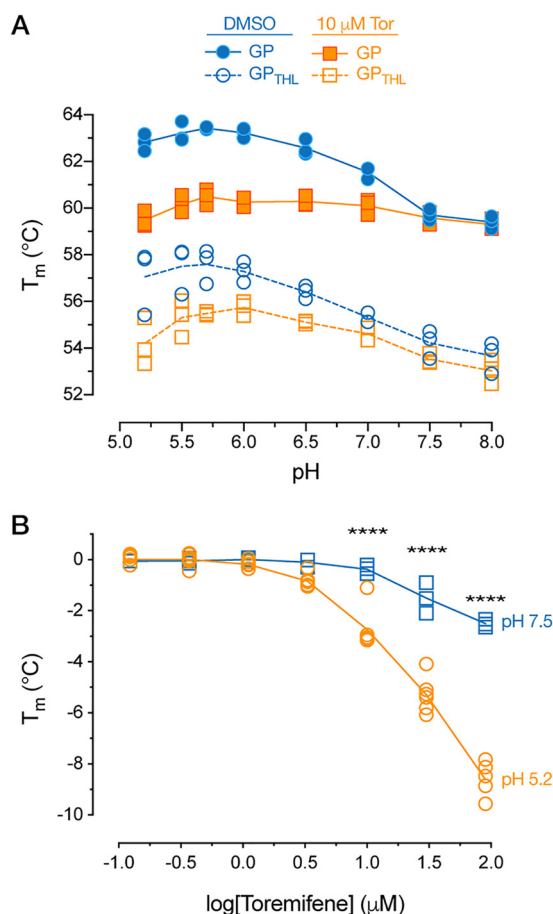 A
DMSO 10 μM Tor
GP GP
GPTHL GPTHL
64
62
60
58
56
54
52
Tm (°C)
5.0 5.5 6.0 6.5 7.0 7.5 8.0
pH
B
**** **** ****
0
-2
-4
-6
-8
-10
Tm (°C)
pH 7.5
pH 5.2
-1.0 -0.5 0.0 0.5 1.0 1.5 2.0
log[Toremifene] (μM)